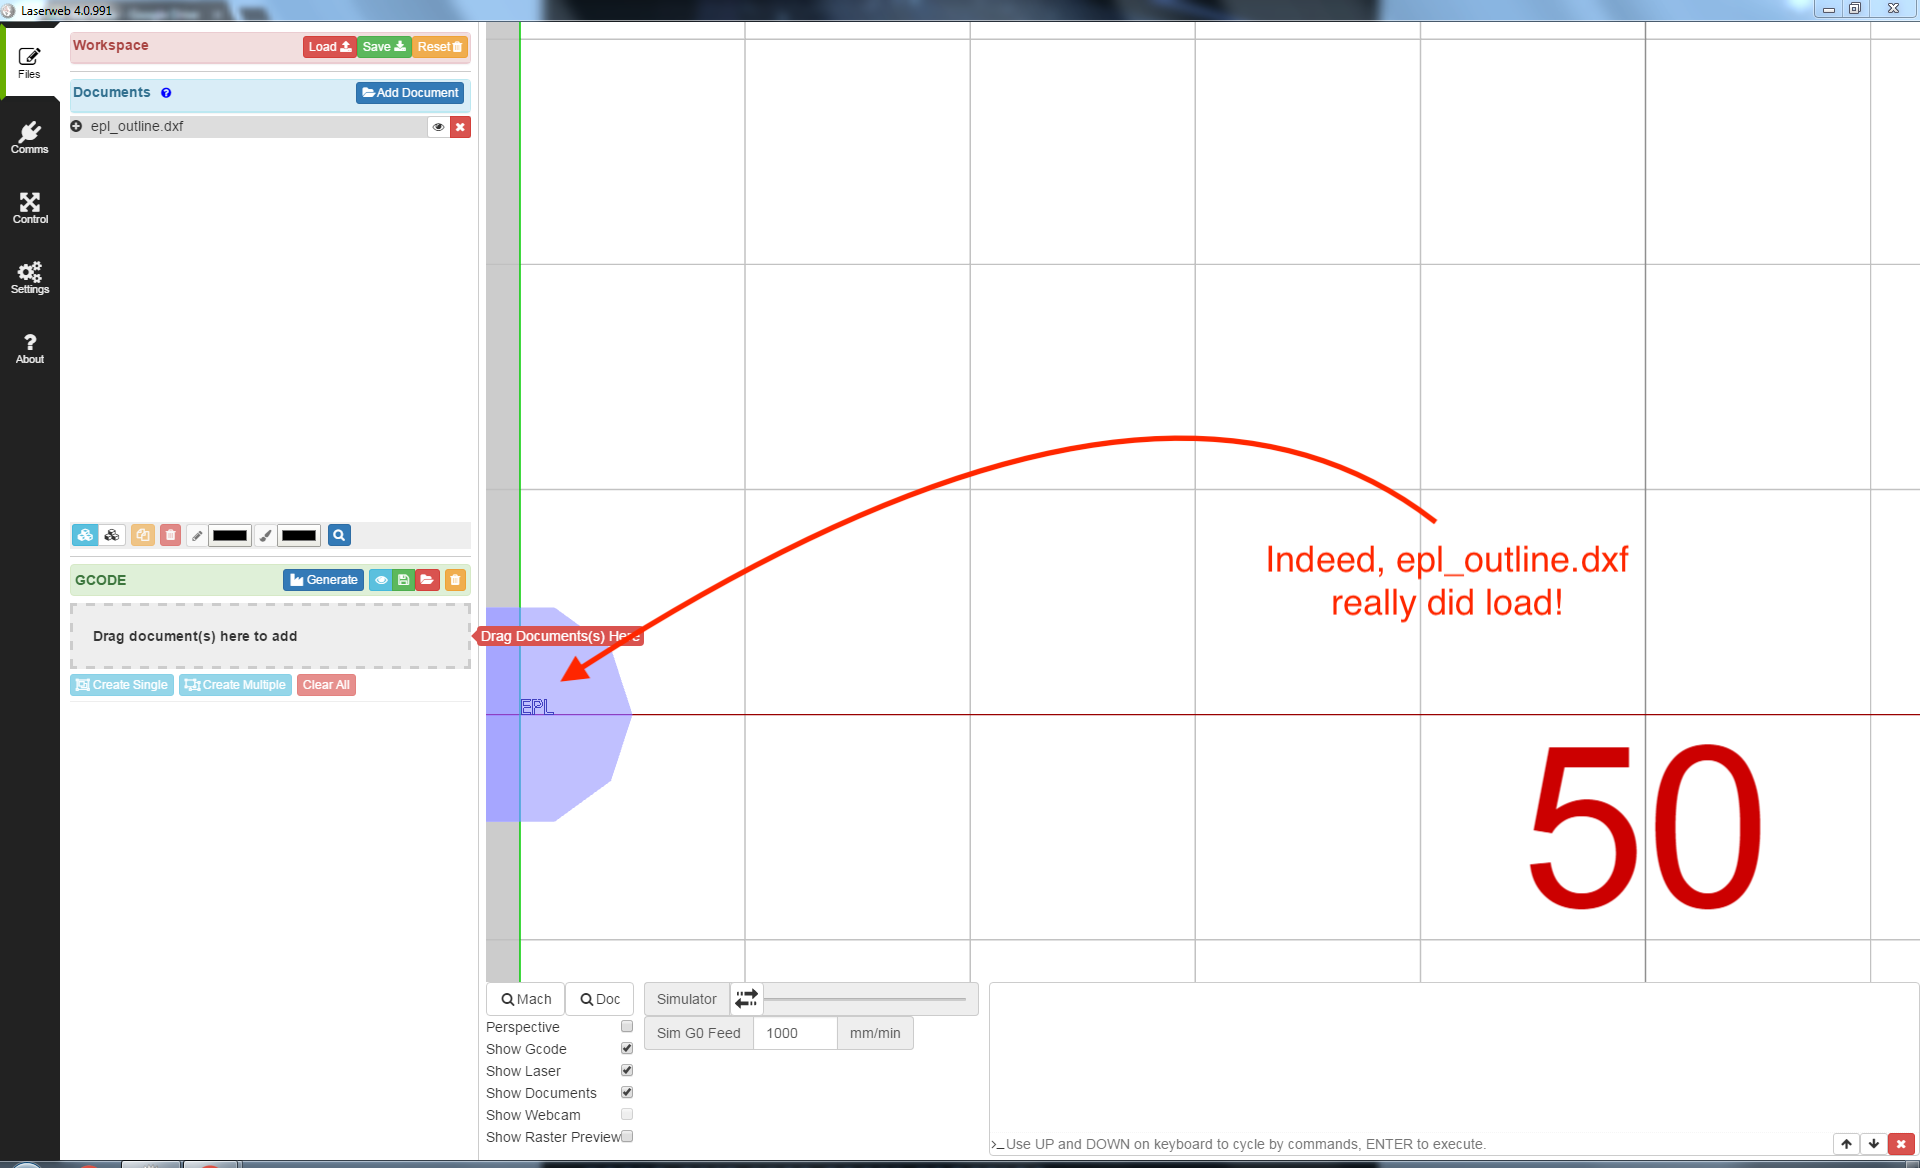 Laserweb 4.0.991
Files
Comms
Control
Settings
? About
Workspace
Load Save Reset
Documents ? Add Document
epl_outline.dxf
GCODE Generate
Drag document(s) here to add
Drag Documents(s) Here
Create Single Create Multiple Clear All
EPL
Indeed, epl_outline.dxf
really did load!
50
Mach Doc
Simulator
Sim G0 Feed 1000 mm/min
Perspective
Show Gcode
Show Laser
Show Documents
Show Webcam
Show Raster Preview
>_Use UP and DOWN on keyboard to cycle by commands, ENTER to execute.